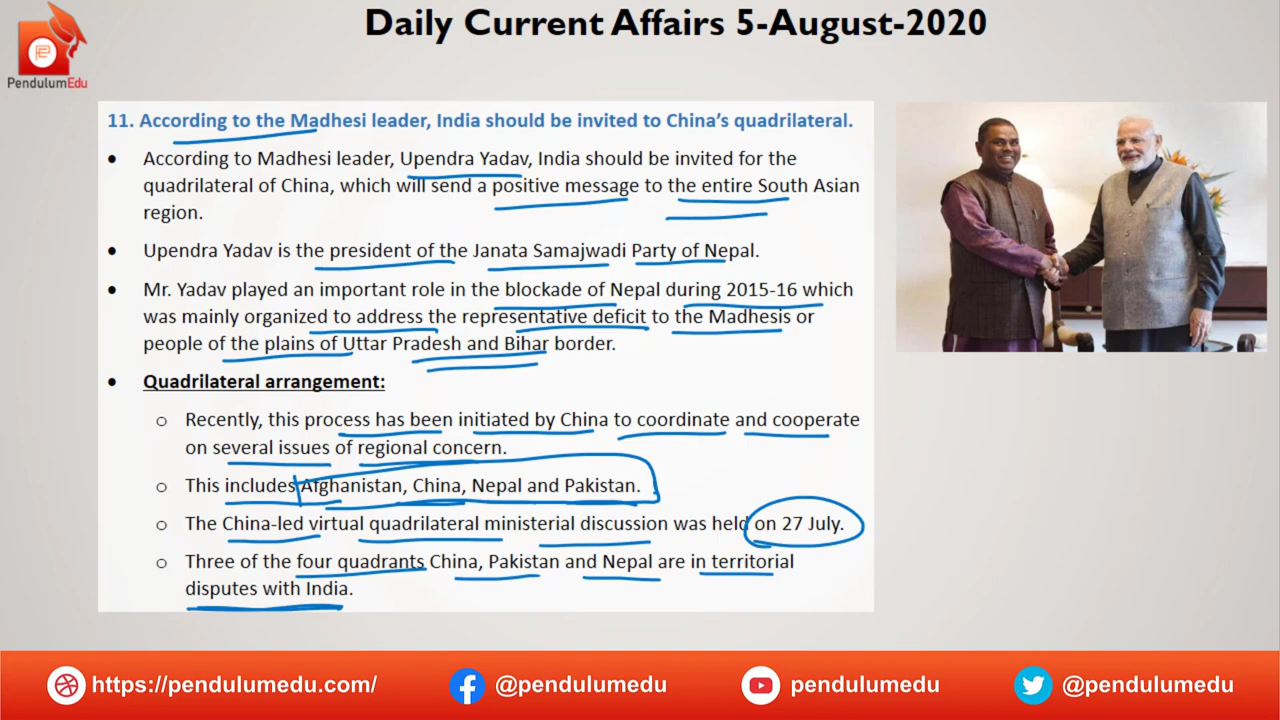 Daily Current Affairs 5-August-2020
PendulumEdu
11. According to the Madhesi leader, India should be invited to China's quadrilateral.
● According to Madhesi leader, Upendra Yadav, India should be invited for the
quadrilateral of China, which will send a positive message to the entire South Asian
region.
● Upendra Yadav is the president of the Janata Samajwadi Party of Nepal.
● Mr. Yadav played an important role in the blockade of Nepal during 2015-16 which
was mainly organized to address the representative deficit to the Madhesis or
people of the plains of Uttar Pradesh and Bihar border.
● Quadrilateral arrangement:
○ Recently, this process has been initiated by China to coordinate and cooperate
on several issues of regional concern.
○ This includes Afghanistan, China, Nepal and Pakistan.
○ The China-led virtual quadrilateral ministerial discussion was held on 27 July.
○ Three of the four quadrants China, Pakistan and Nepal are in territorial
disputes with India.
https://pendulumedu.com/ @pendulumedu pendulumedu @pendulumedu